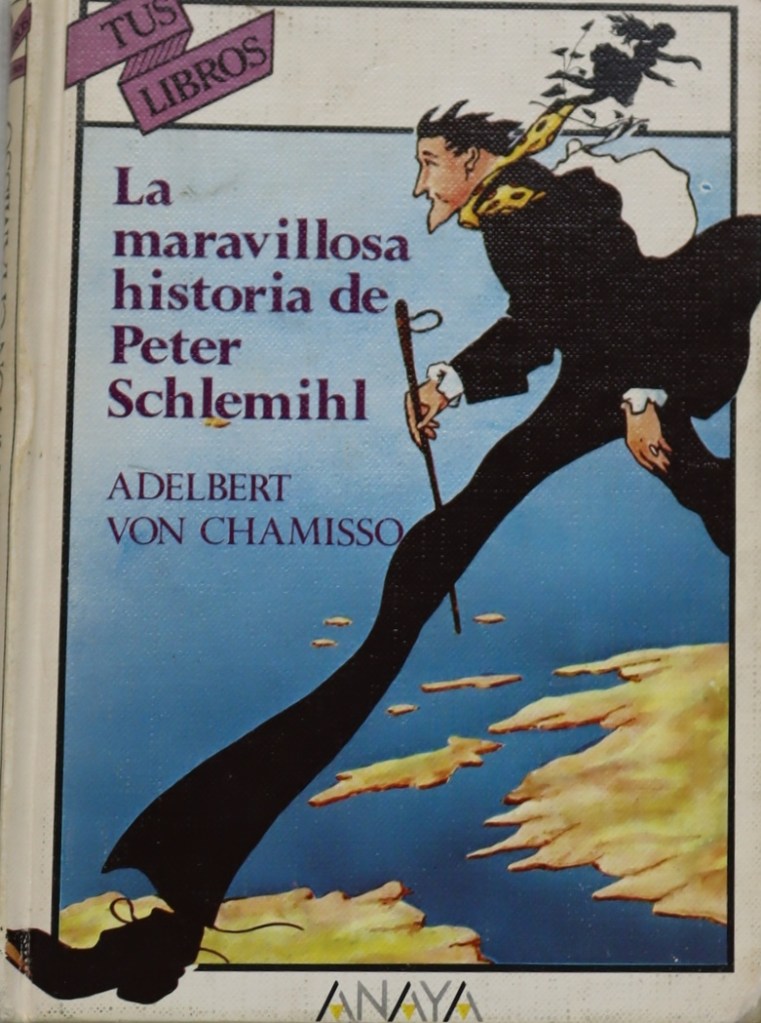 TUS
LIBROS
La
maravillosa
historia de
Peter
Schlemihl
ADELBERT
VON CHAMISSO
ANAYA